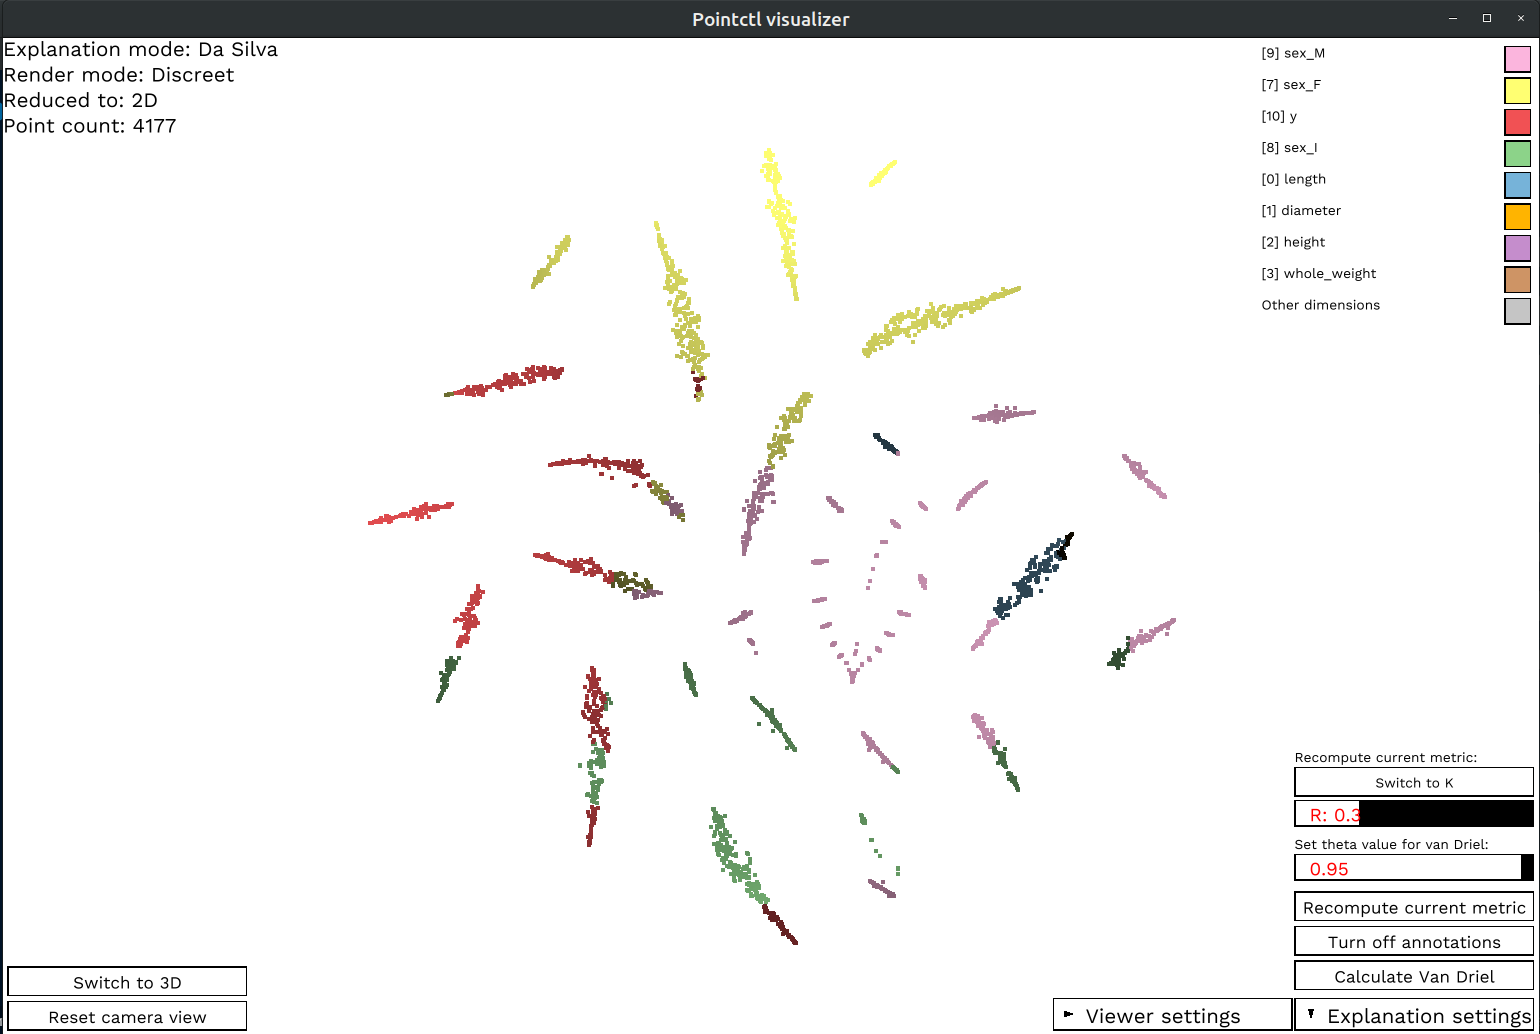 Pointctl visualizer
Explanation mode: Da Silva
Render mode: Discreet
Reduced to: 2D
Point count: 4177
[9] sex_M
[7] sex_F
[10] y
[8] sex_I
[0] length
[1] diameter
[2] height
[3] whole_weight
Other dimensions
Recompute current metric:
Switch to K
R: 0.3
Set theta value for van Driel:
0.95
Recompute current metric
Turn off annotations
Calculate Van Driel
Switch to 3D
Reset camera view
Viewer settings
Explanation settings